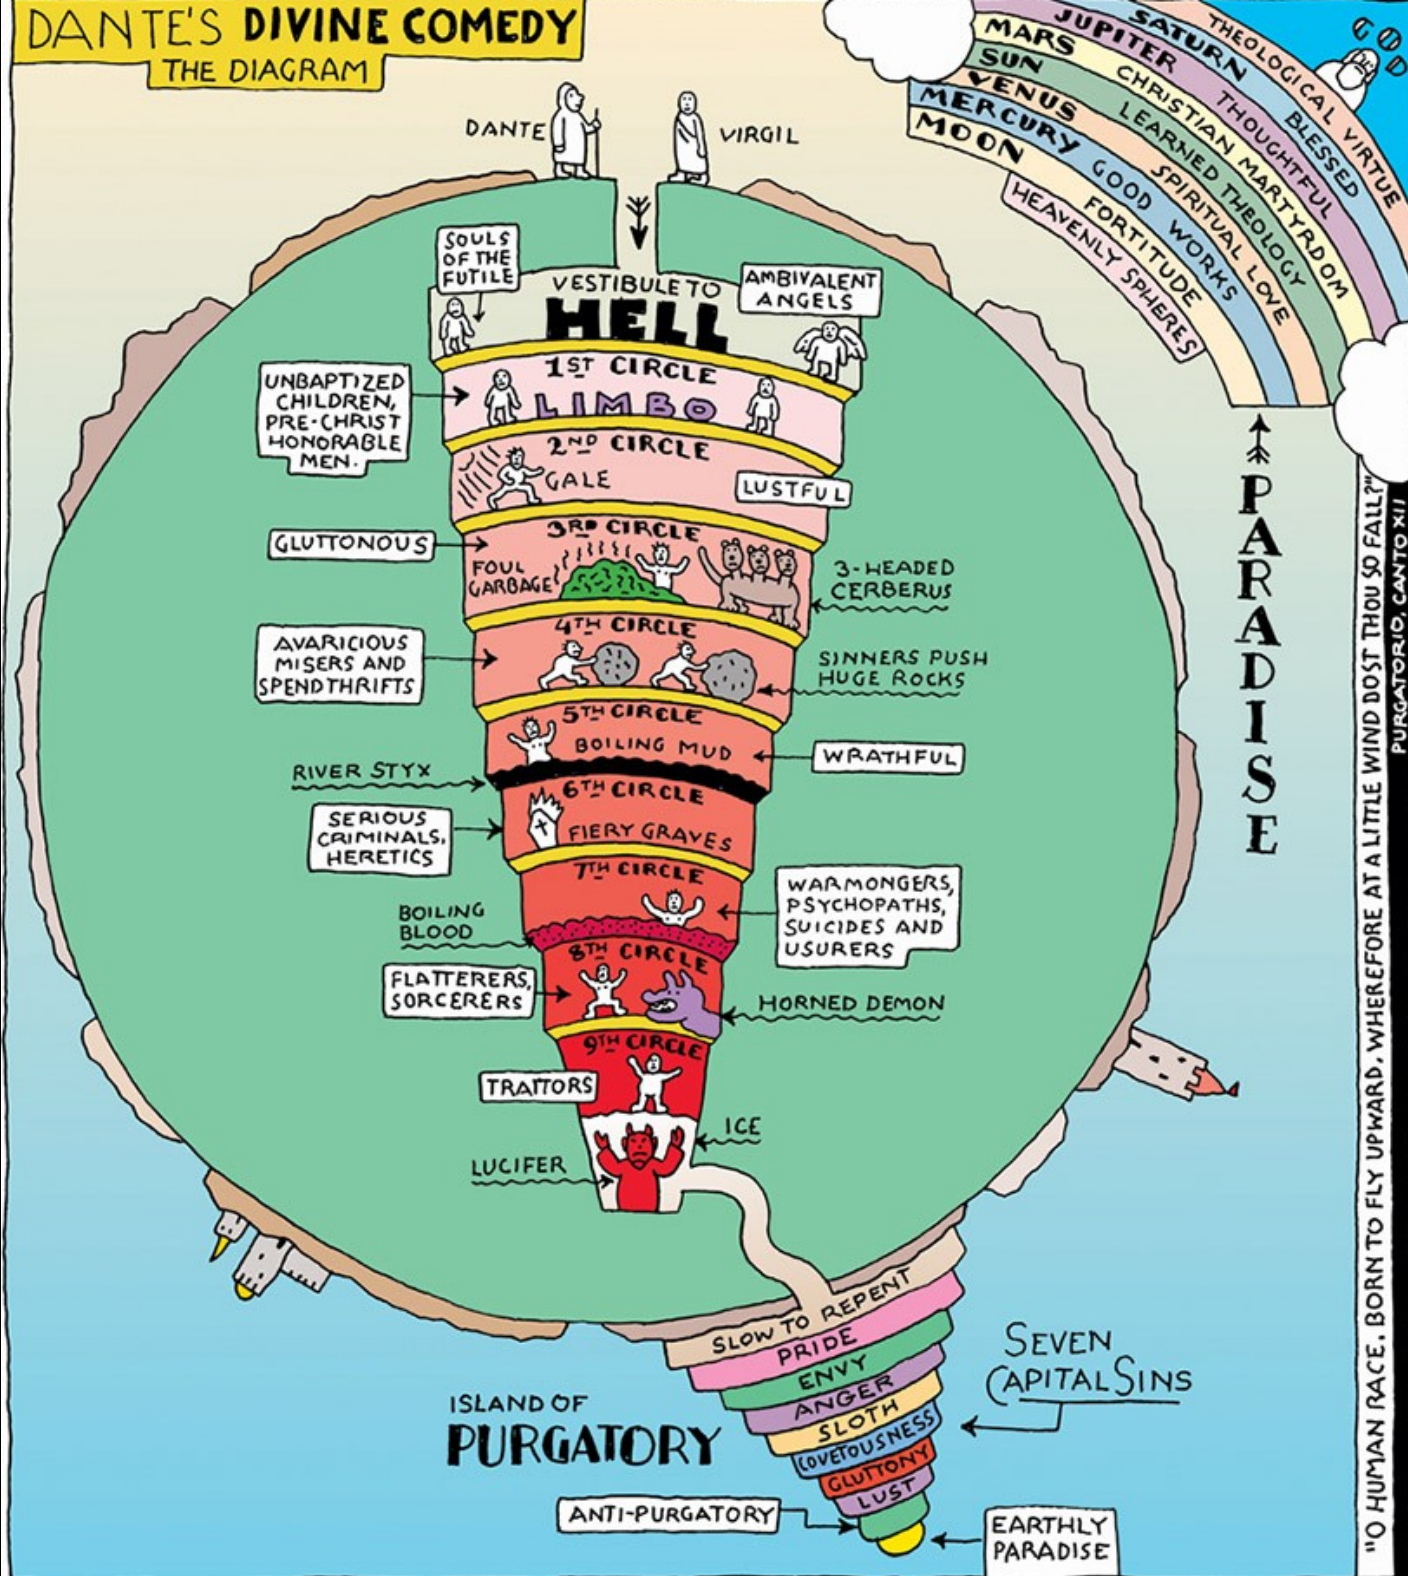 DANTE'S DIVINE COMEDY
THE DIAGRAM
DANTE
VIRGIL
GOD
THEOLOGICAL VIRTUE
SATURN BLESSED
JUPITER THOUGHTFUL
MARS CHRISTIAN MARTYRDOM
SUN LEARNED THEOLOGY
VENUS SPIRITUAL LOVE
MERCURY GOOD WORKS
MOON FORTITUDE
HEAVENLY SPHERES
PARADISE
SOULS
OF THE
FUTILE
VESTIBULE TO
HELL
AMBIVALENT
ANGELS
1ST CIRCLE
LIMBO
UNBAPTIZED
CHILDREN,
PRE-CHRIST
HONORABLE
MEN.
2ND CIRCLE
GALE
LUSTFUL
3RD CIRCLE
GLUTTONOUS
FOUL
GARBAGE
3-HEADED
CERBERUS
4TH CIRCLE
AVARICIOUS
MISERS AND
SPENDTHRIFTS
SINNERS PUSH
HUGE ROCKS
5TH CIRCLE
BOILING MUD
WRATHFUL
RIVER STYX
6TH CIRCLE
SERIOUS
CRIMINALS,
HERETICS
FIERY GRAVES
7TH CIRCLE
WARMONGERS,
PSYCHOPATHS,
SUICIDES AND
USURERS
BOILING
BLOOD
8TH CIRCLE
FLATTERERS,
SORCERERS
HORNED DEMON
9TH CIRCLE
TRAITORS
ICE
LUCIFER
SLOW TO REPENT
PRIDE
ENVY
ANGER
SLOTH
COVETOUSNESS
GLUTTONY
LUST
SEVEN
CAPITAL SINS
ISLAND OF
PURGATORY
ANTI-PURGATORY
EARTHLY
PARADISE
"O HUMAN RACE. BORN TO FLY UPWARD. WHEREFORE AT A LITTLE WIND DOST THOU SO FALL?"
PURGATORIO, CANTO XII